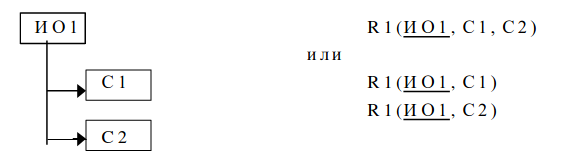 ИО1
С1
С2
R1(ИО1, С1, С2)
или
R1(ИО1, С1)
R1(ИО1, С2)